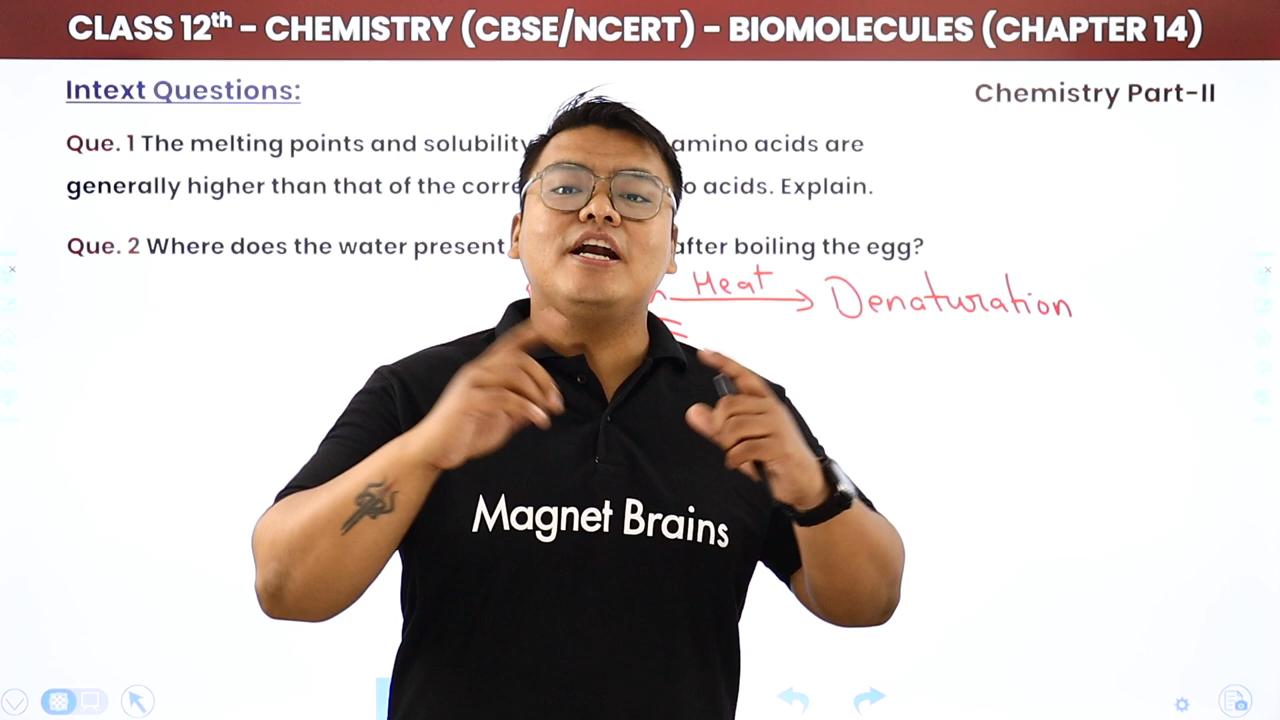 CLASS 12th – CHEMISTRY (CBSE/NCERT) – BIOMOLECULES (CHAPTER 14)
Intext Questions:
Chemistry Part-II
Que. 1 The melting points and solubility amino acids are
generally higher than that of the acids. Explain.
Que. 2 Where does the water present after boiling the egg?
Heat
Denaturation
Magnet Brains